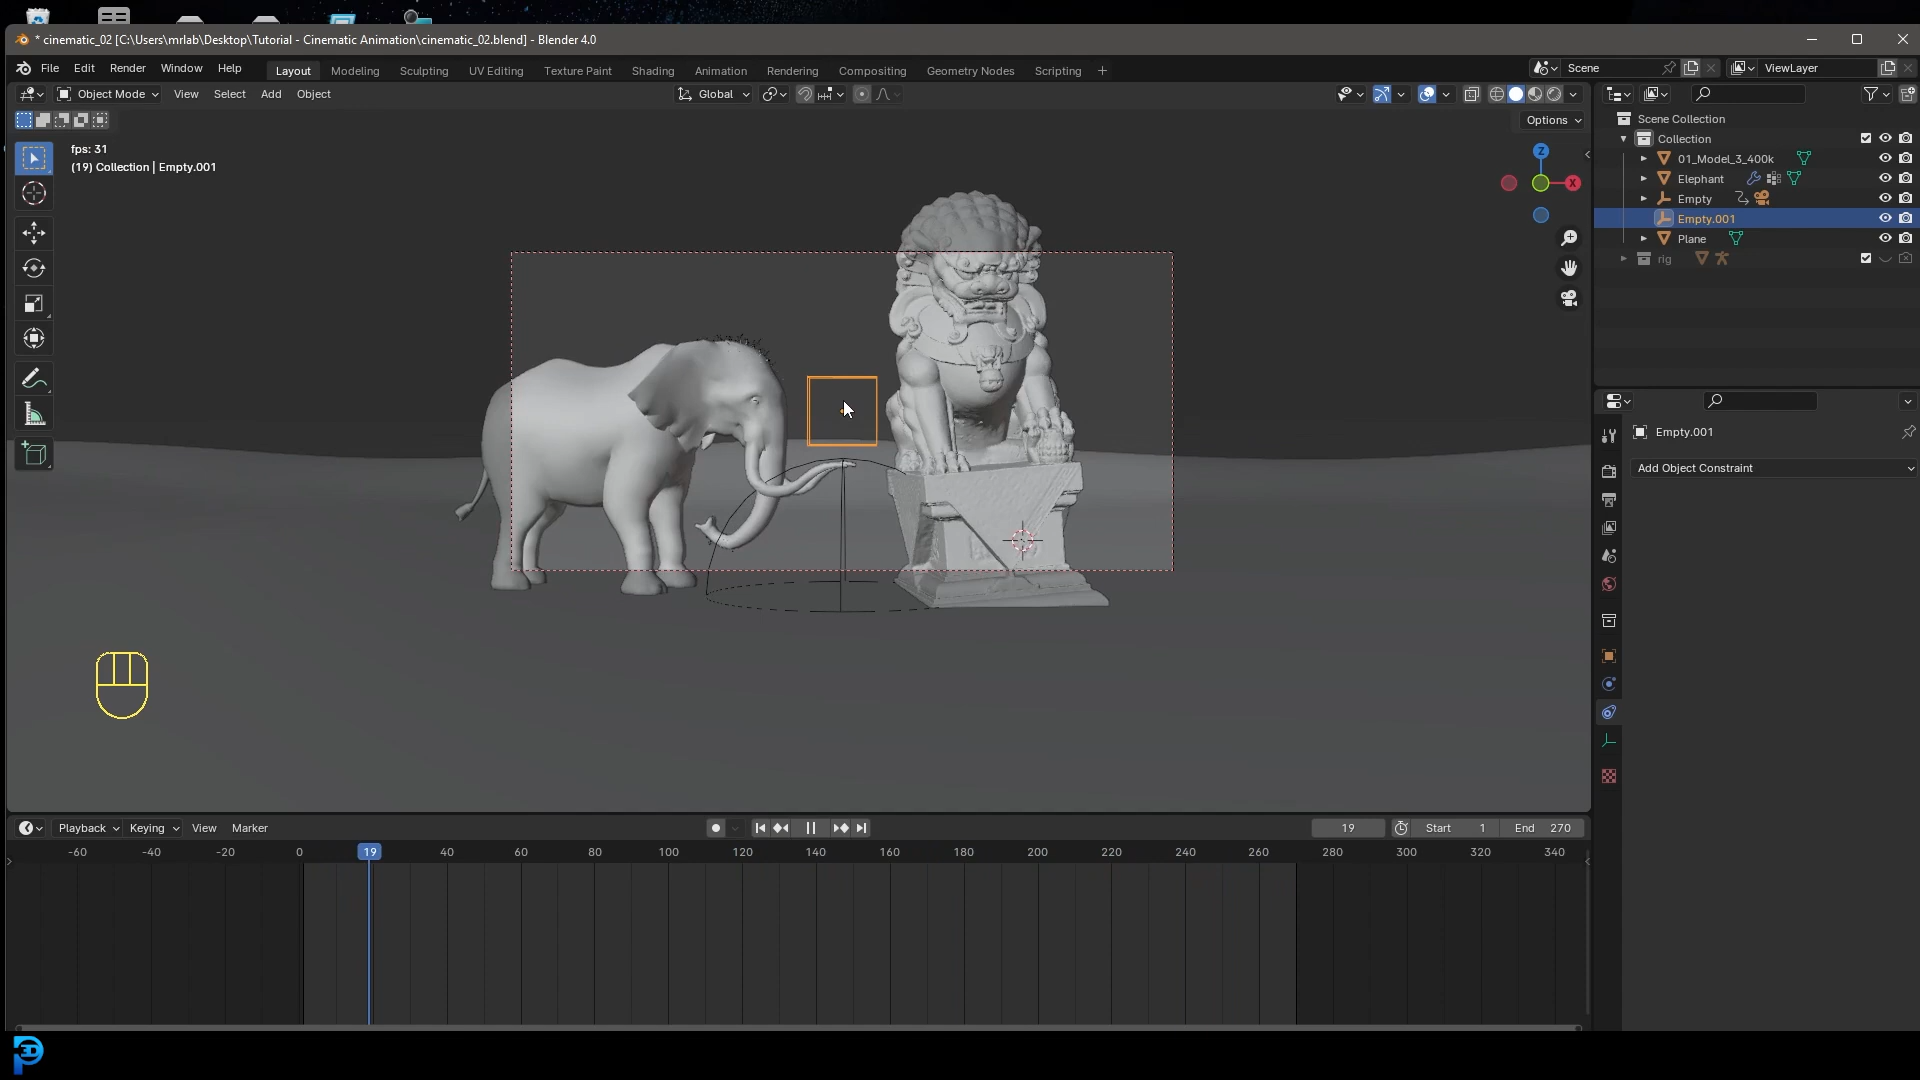 * cinematic_02 [C:\Users\mrlab\Desktop\Tutorial - Cinematic Animation\cinematic_02.blend] - Blender 4.0
File Edit Render Window Help Layout Modeling Sculpting UV Editing Texture Paint Shading Animation Rendering Compositing Geometry Nodes Scripting + Scene ViewLayer
Object Mode View Select Add Object Global
Options
fps: 31
(19) Collection | Empty.001
Z
X
Scene Collection
Collection
01_Model_3_400k
Elephant
Empty
Empty.001
Plane
rig
Empty.001
Add Object Constraint
Playback Keying View Marker 19 Start 1 End 270
-60 -40 -20 0 19 40 60 80 100 120 140 160 180 200 220 240 260 280 300 320 340
3D